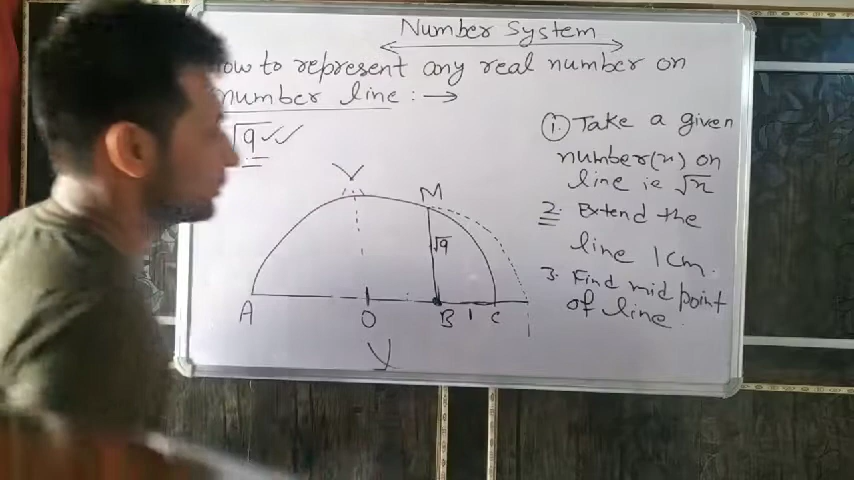 Number System
ow to represent any real number on
number line : →
√9 ✓✓
1. Take a given
number(x) on
line ie √x
2. Extend the
line 1cm.
3. Find mid point
of line
M
√9
A O B 1 C